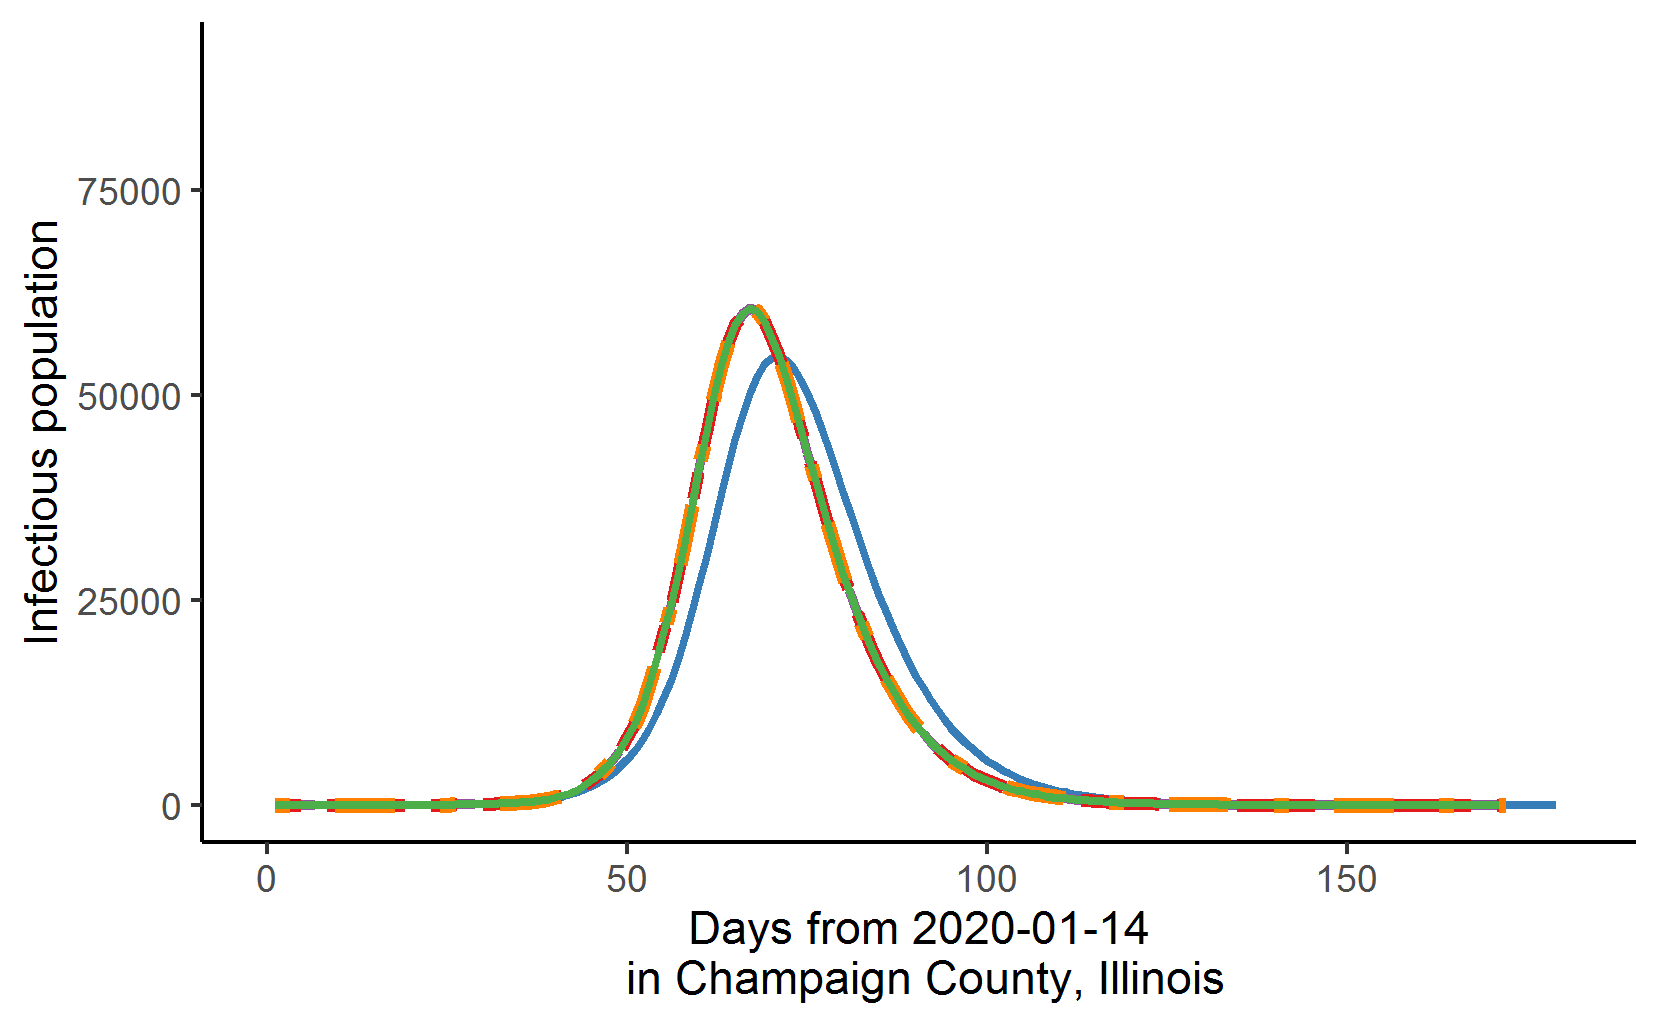 Infectious population
75000
50000
25000
0
0
50
100
150
Days from 2020-01-14
in Champaign County, Illinois